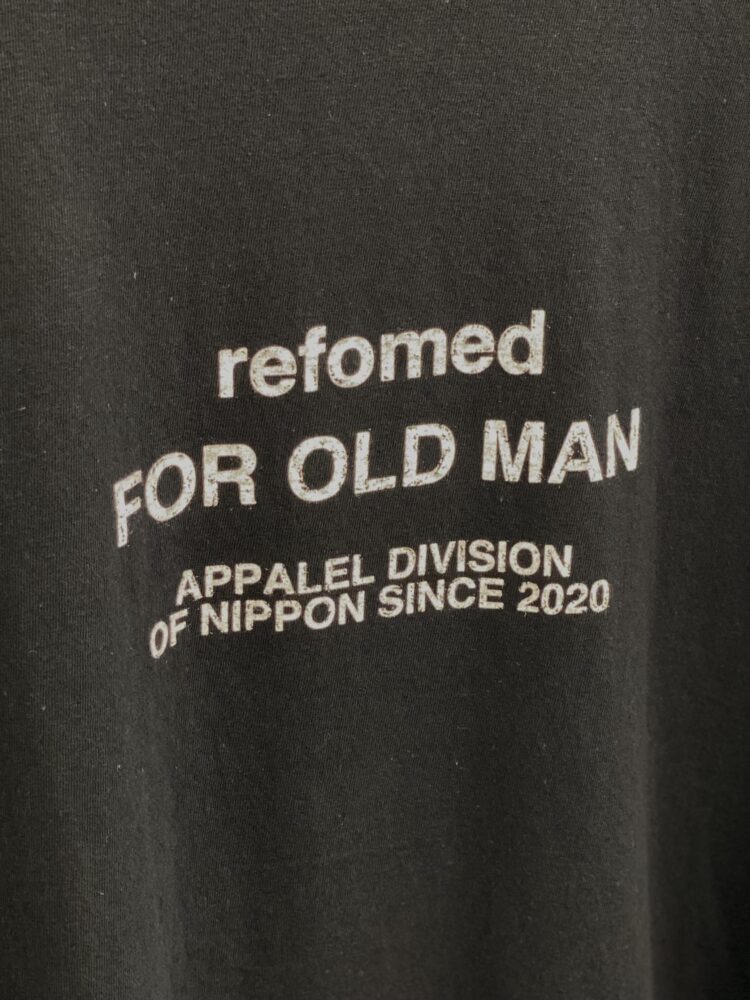 refomed
FOR OLD MAN
APPALEL DIVISION
OF NIPPON SINCE 2020